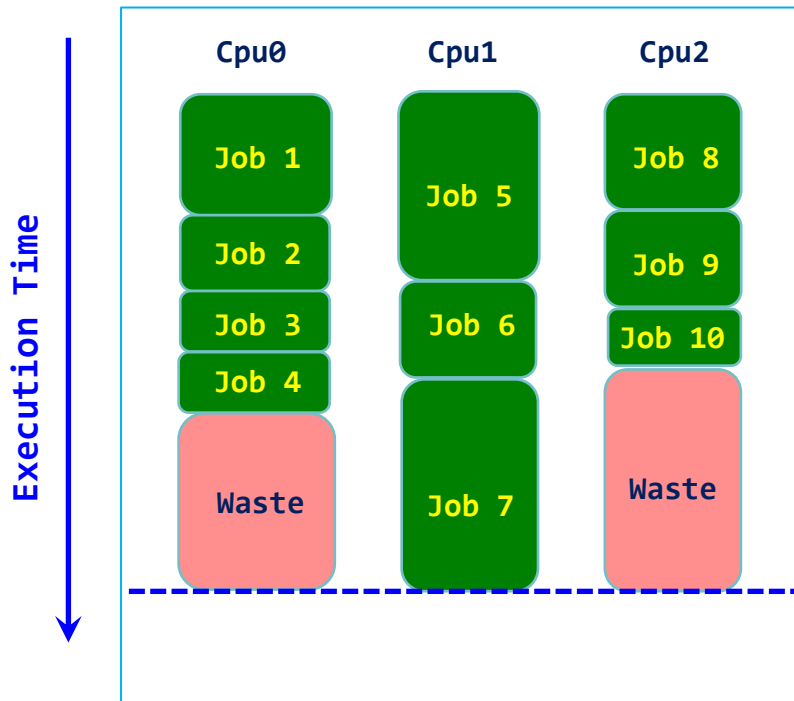 Cpu0
Cpu1
Cpu2
Execution Time
Job 1
Job 2
Job 3
Job 4
Waste
Job 5
Job 6
Job 7
Job 8
Job 9
Job 10
Waste